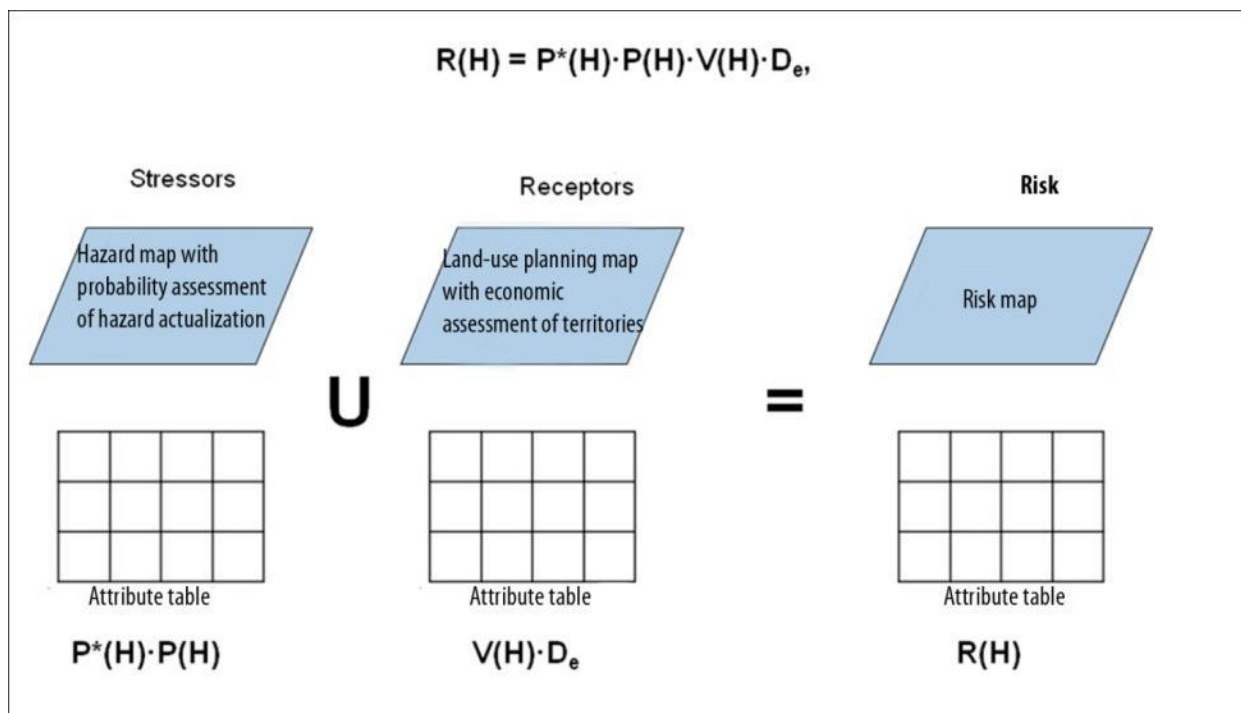 R(H) = P*(H)·P(H)·V(H)·Dₑ,
Stressors
Receptors
Risk
Hazard map with
probability assessment
of hazard actualization
Land-use planning map
with economic
assessment of territories
Risk map
U
=
Attribute table
Attribute table
Attribute table
P*(H)·P(H)
V(H)·Dₑ
R(H)